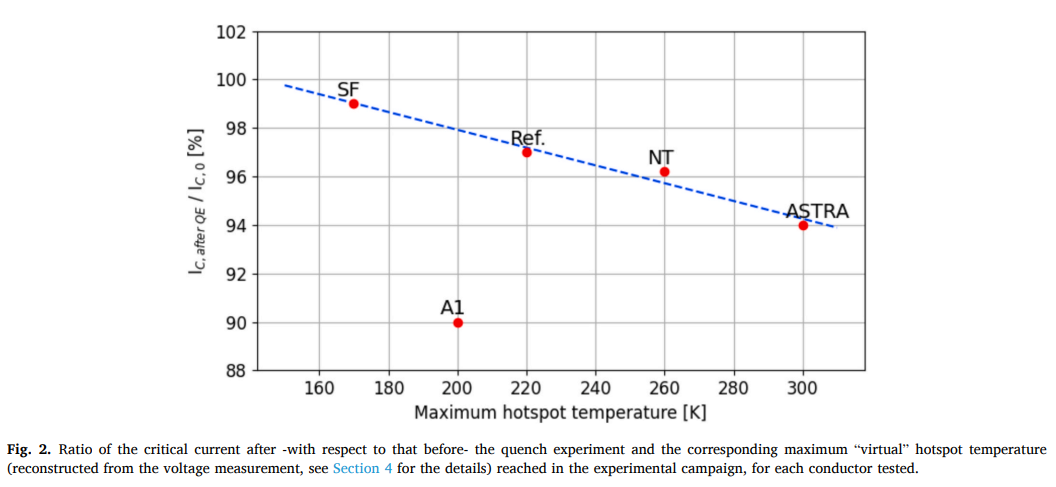 102
100
98
96
94
92
90
88
I_C, after QE / I_C, 0 [%]
SF
Ref.
NT
ASTRA
A1
160 180 200 220 240 260 280 300
Maximum hotspot temperature [K]
Fig. 2. Ratio of the critical current after -with respect to that before- the quench experiment and the corresponding maximum “virtual” hotspot temperature
(reconstructed from the voltage measurement, see Section 4 for the details) reached in the experimental campaign, for each conductor tested.